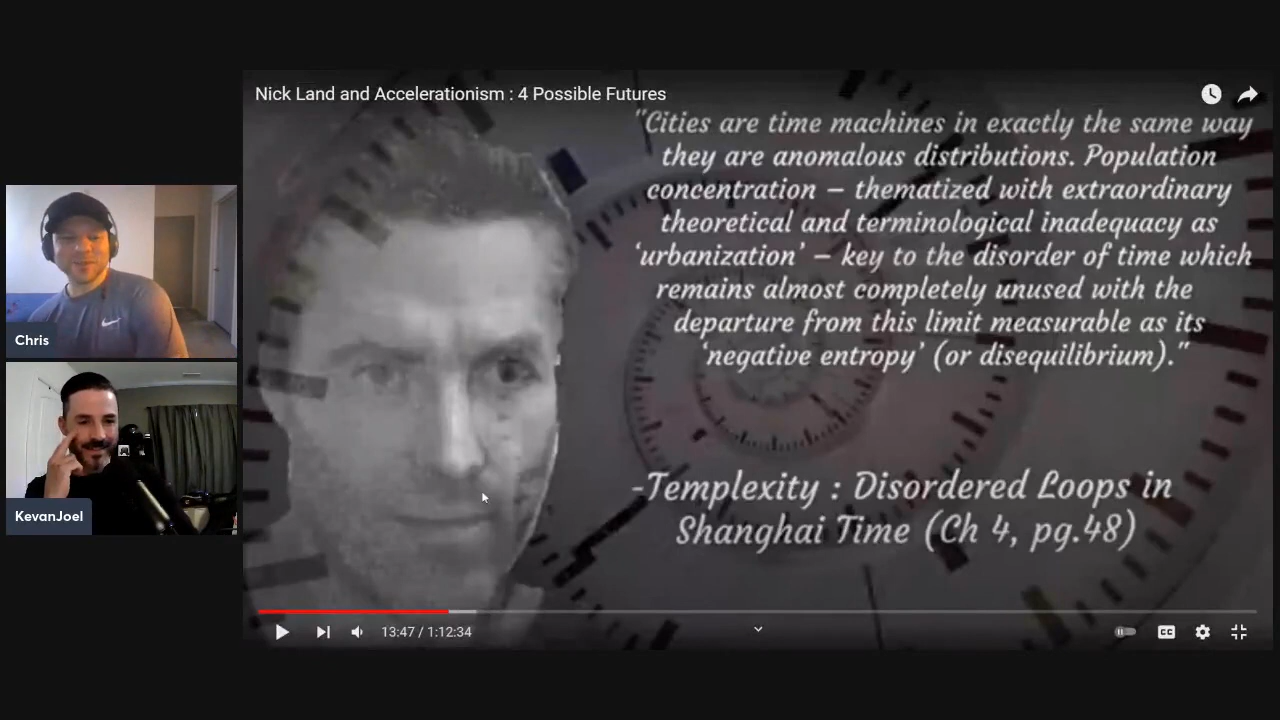 Nick Land and Accelerationism : 4 Possible Futures
"Cities are time machines in exactly the same way
they are anomalous distributions. Population
concentration – thematized with extraordinary
theoretical and terminological inadequacy as
'urbanization' – key to the disorder of time which
remains almost completely unused with the
departure from this limit measurable as its
'negative entropy' (or disequilibrium)."
-Templexity : Disordered Loops in
Shanghai Time (Ch 4, pg.48)
Chris
KevanJoel
13:47 / 1:12:34
CC